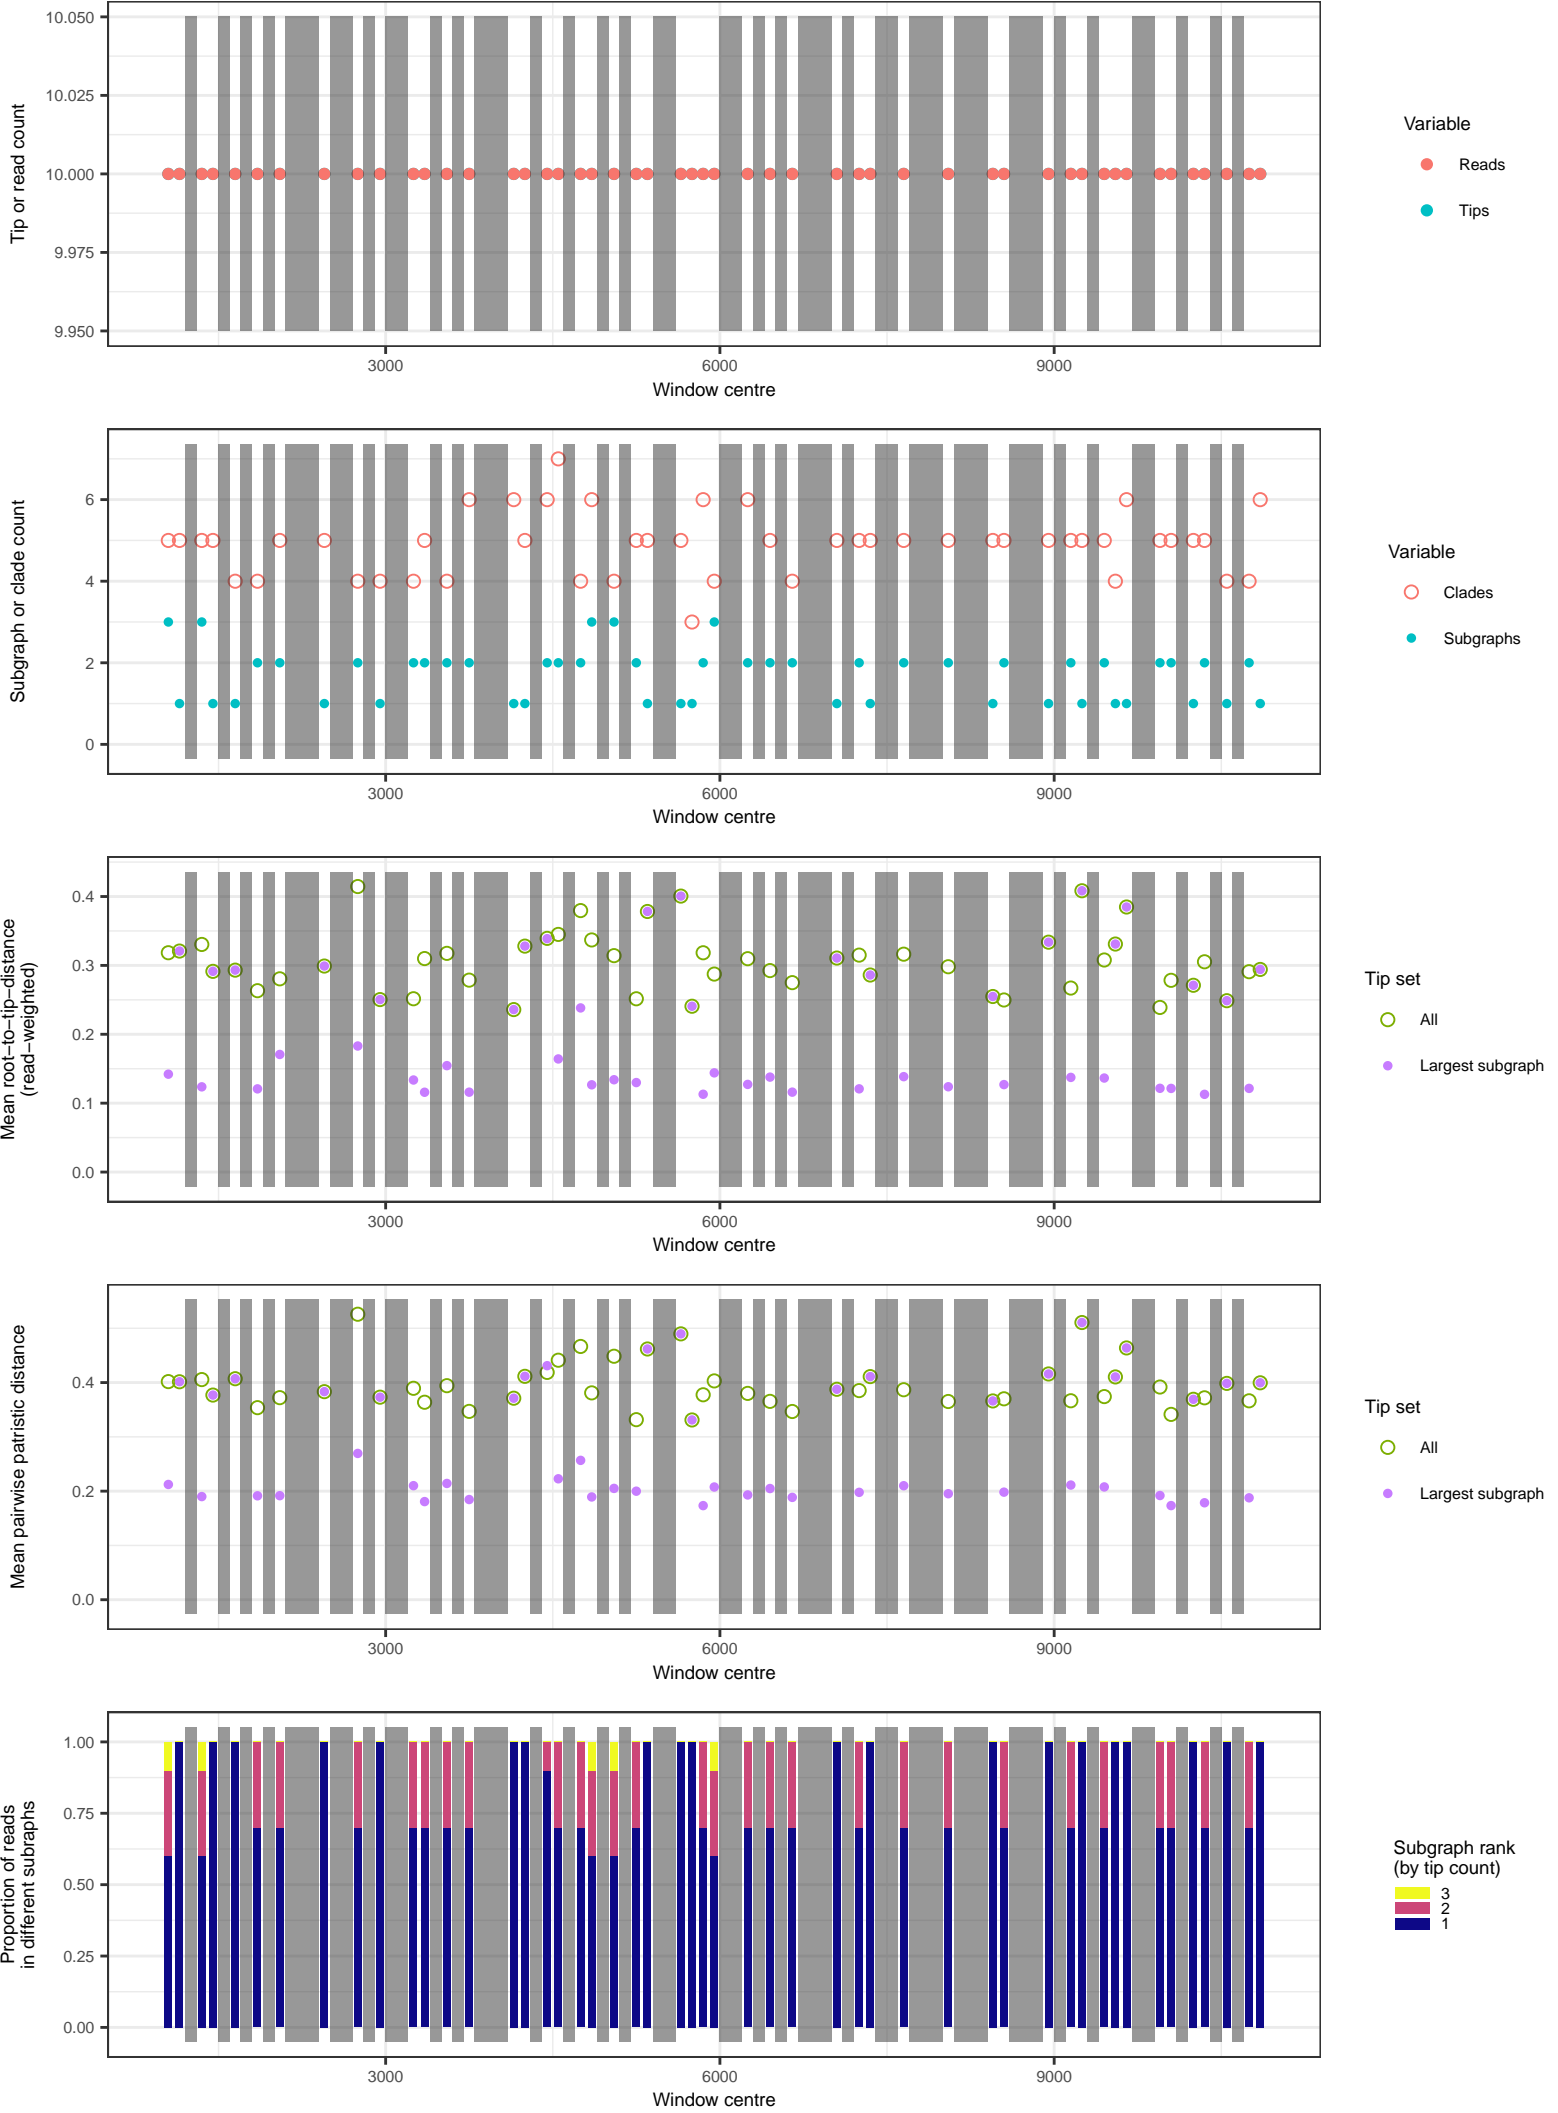 10.050
10.025
10.000
9.975
9.950
Tip or read count
3000
6000
9000
Window centre
Variable
Reads
Tips
6
4
2
0
Subgraph or clade count
3000
6000
9000
Window centre
Variable
Clades
Subgraphs
0.4
0.3
0.2
0.1
0.0
Mean root−to−tip−distance
(read−weighted)
3000
6000
9000
Window centre
Tip set
All
Largest subgraph
0.4
0.2
0.0
Mean pairwise patristic distance
3000
6000
9000
Window centre
Tip set
All
Largest subgraph
1.00
0.75
0.50
0.25
0.00
Proportion of reads
in different subraphs
3000
6000
9000
Window centre
Subgraph rank
(by tip count)
3
2
1